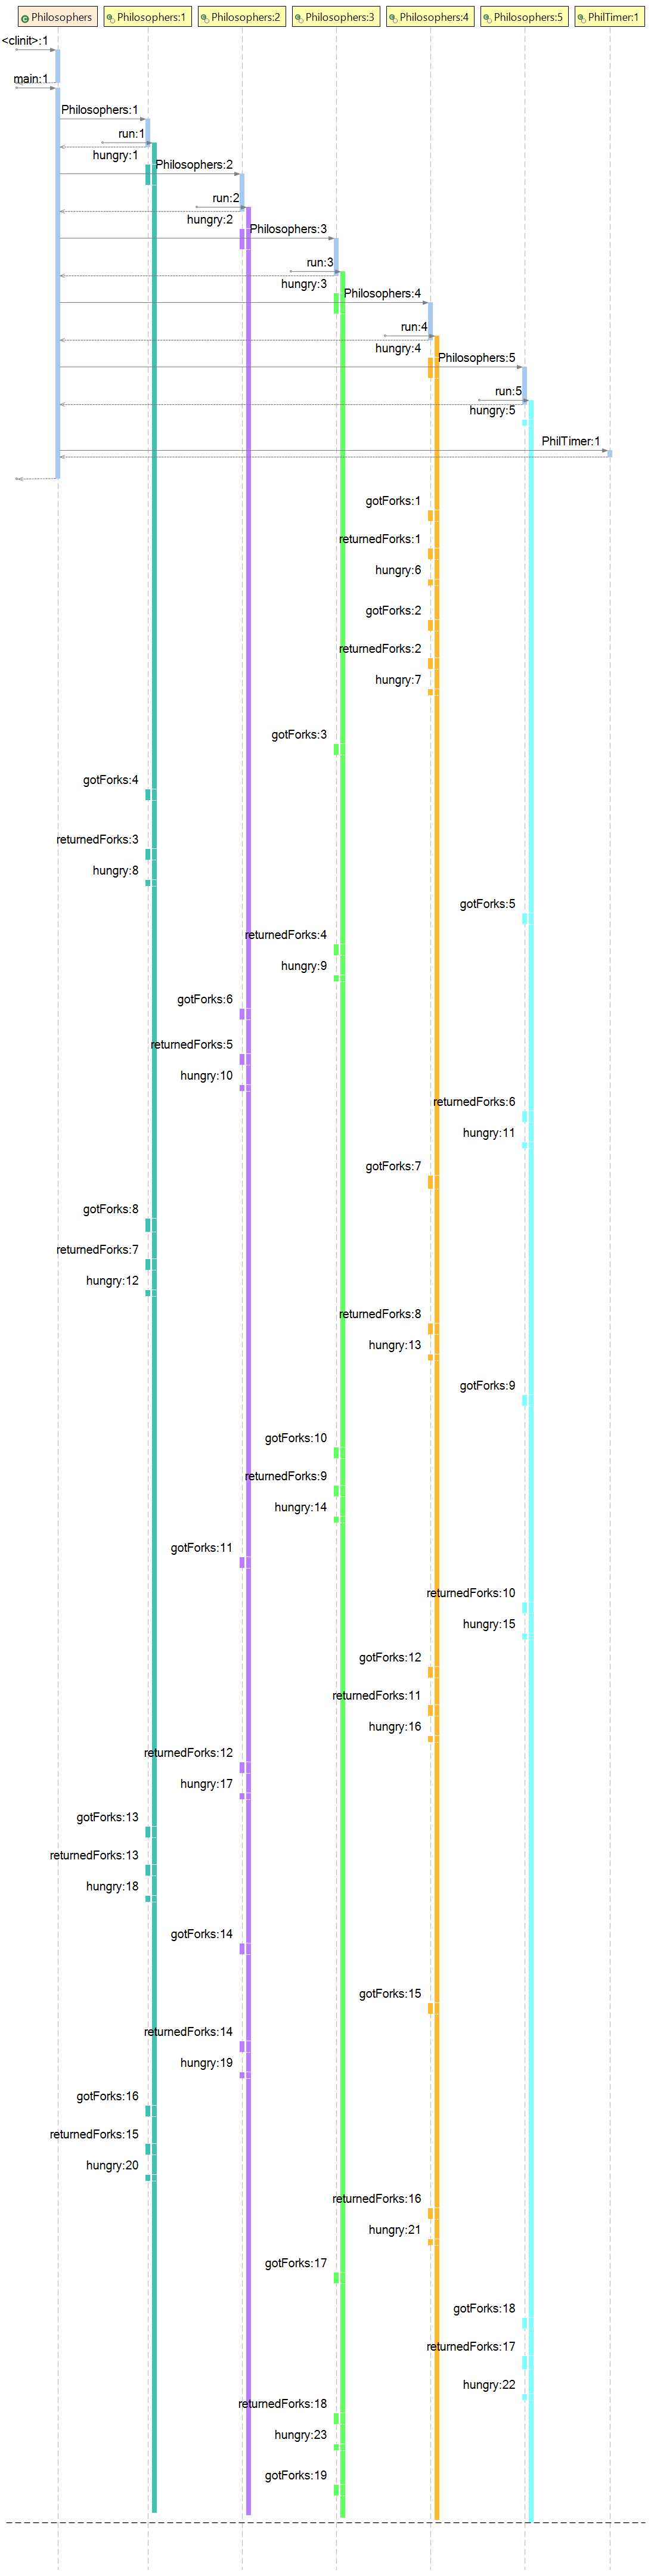 Philosophers
Philosophers:1
Philosophers:2
Philosophers:3
Philosophers:4
Philosophers:5
PhilTimer:1
<clinit>:1
main:1
Philosophers:1
run:1
hungry:1
Philosophers:2
run:2
hungry:2
Philosophers:3
run:3
hungry:3
Philosophers:4
run:4
hungry:4
Philosophers:5
run:5
hungry:5
PhilTimer:1
gotForks:1
returnedForks:1
hungry:6
gotForks:2
returnedForks:2
hungry:7
gotForks:3
gotForks:4
returnedForks:3
hungry:8
gotForks:5
returnedForks:4
hungry:9
gotForks:6
returnedForks:5
hungry:10
returnedForks:6
hungry:11
gotForks:7
gotForks:8
returnedForks:7
hungry:12
returnedForks:8
hungry:13
gotForks:9
gotForks:10
returnedForks:9
hungry:14
gotForks:11
returnedForks:10
hungry:15
gotForks:12
returnedForks:11
hungry:16
returnedForks:12
hungry:17
gotForks:13
returnedForks:13
hungry:18
gotForks:14
gotForks:15
returnedForks:14
hungry:19
gotForks:16
returnedForks:15
hungry:20
returnedForks:16
hungry:21
gotForks:17
gotForks:18
returnedForks:17
hungry:22
returnedForks:18
hungry:23
gotForks:19